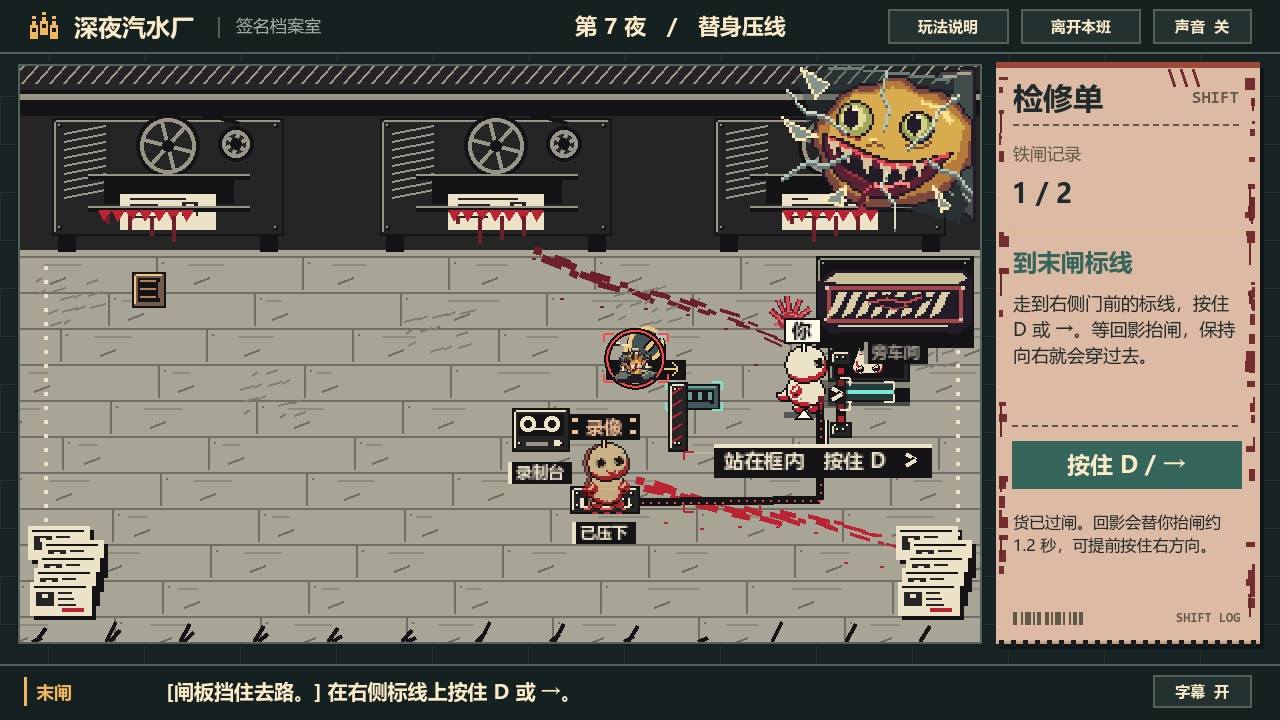 深夜汽水厂
签名档案室
第 7 夜 / 替身压线
玩法说明
离开本班
声音 关
检修单
SHIFT
铁闸记录
1 / 2
到末闸标线
走到右侧门前的标线，按住
D 或 →。等回影抬闸，保持
向右就会穿过去。
按住 D / →
货已过闸。回影会替你抬闸约
1.2 秒，可提前按住右方向。
SHIFT LOG
你
旁车间
录像
录制台
站在框内 按住 D >
已压下
末闸
[闸板挡住去路。] 在右侧标线上按住 D 或 →。
字幕 开